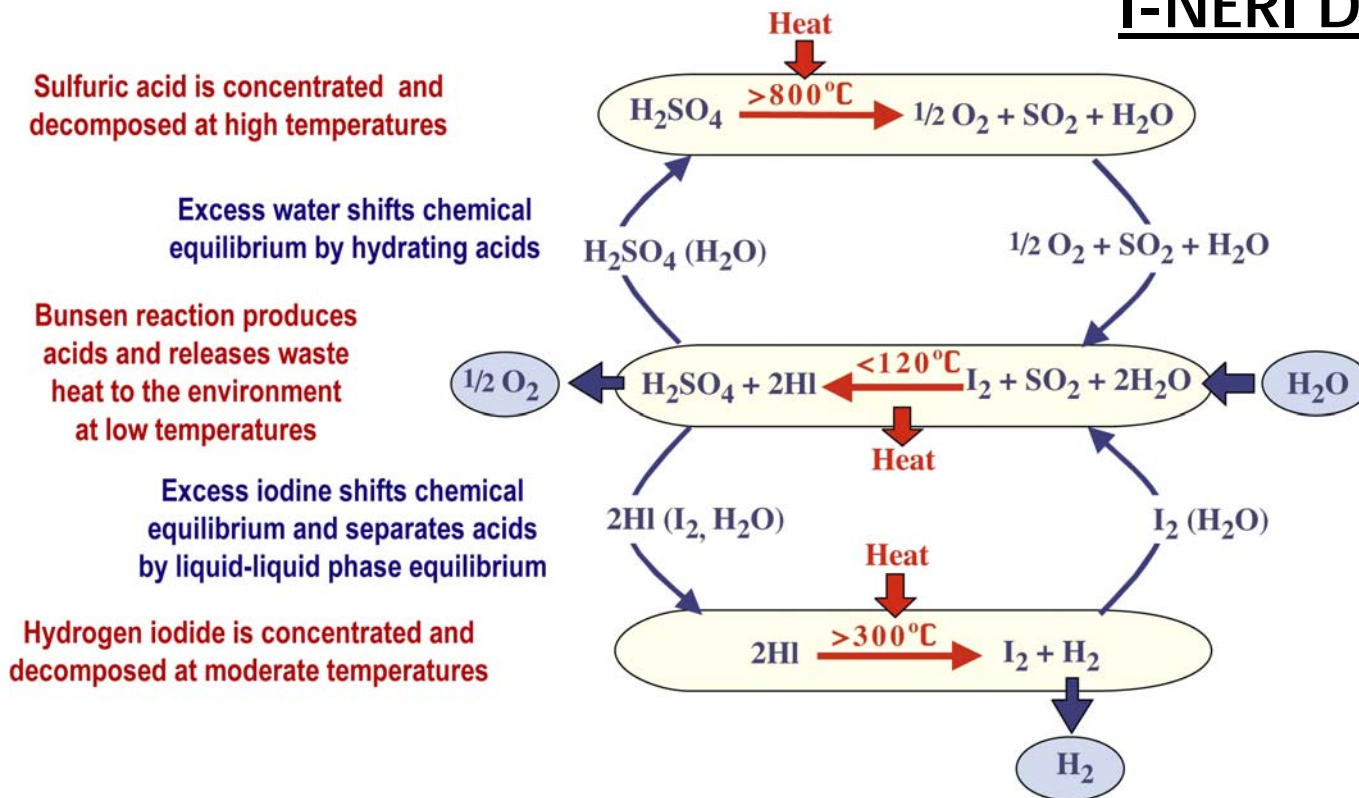 I-NERI D
Heat
Sulfuric acid is concentrated and
decomposed at high temperatures
H₂SO₄ >800°C 1/2 O₂ + SO₂ + H₂O
Excess water shifts chemical
equilibrium by hydrating acids
H₂SO₄ (H₂O)
1/2 O₂ + SO₂ + H₂O
Bunsen reaction produces
acids and releases waste
heat to the environment
at low temperatures
1/2 O₂
H₂SO₄ + 2HI <120°C I₂ + SO₂ + 2H₂O
H₂O
Heat
Excess iodine shifts chemical
equilibrium and separates acids
by liquid-liquid phase equilibrium
2HI (I₂, H₂O)
I₂ (H₂O)
Heat
Hydrogen iodide is concentrated and
decomposed at moderate temperatures
2HI >300°C I₂ + H₂
H₂